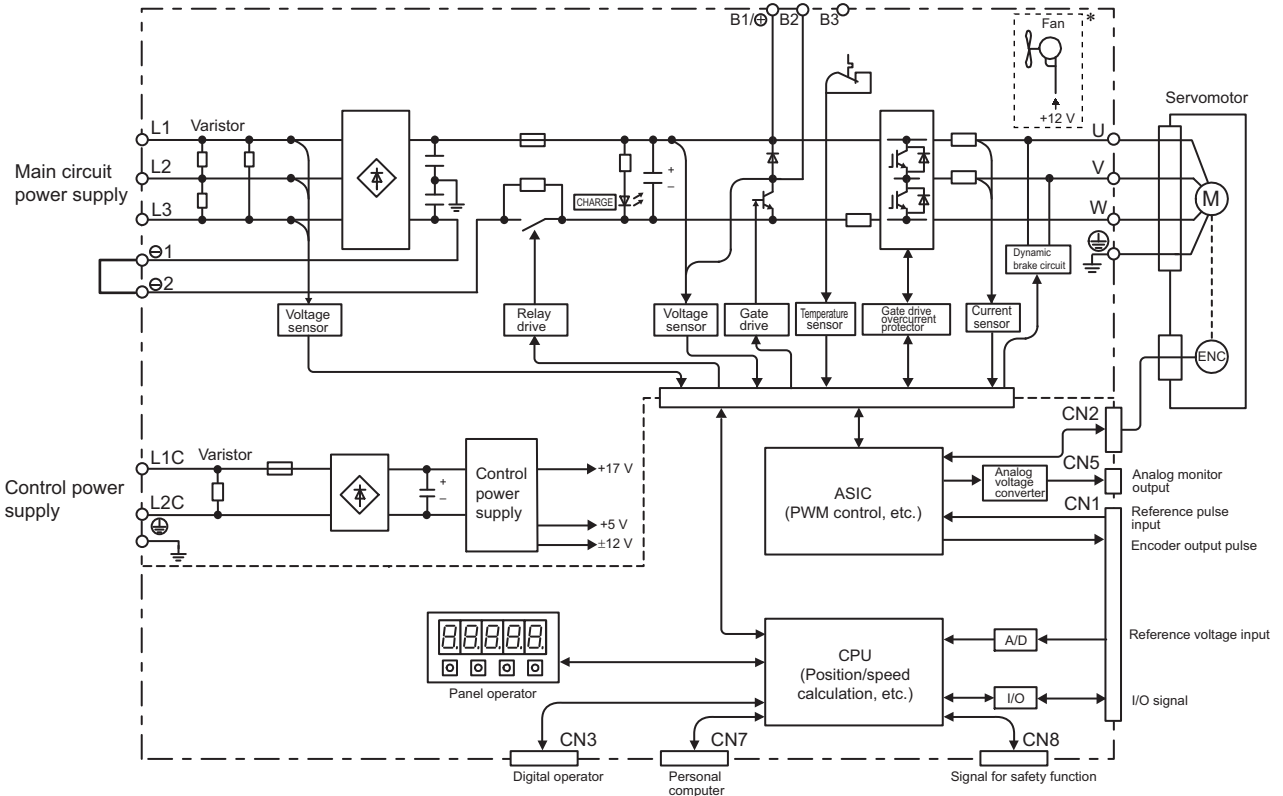 B1/⊕ B2 B3
Fan *
+12 V
Servomotor
Main circuit
power supply
L1 Varistor
L2
L3
⊖1
⊖2
CHARGE
+
–
U
V
W
M
ENC
Dynamic
brake circuit
Voltage
sensor
Relay
drive
Voltage
sensor
Gate
drive
Temperature
sensor
Gate drive
overcurrent
protector
Current
sensor
Control power
supply
L1C Varistor
L2C
+
–
Control
power
supply
+17 V
+5 V
±12 V
ASIC
(PWM control, etc.)
Analog
voltage
converter
CN2
CN5
Analog monitor
output
CN1
Reference pulse
input
Encoder output pulse
88888
Panel operator
CPU
(Position/speed
calculation, etc.)
A/D
Reference voltage input
I/O
I/O signal
CN3
Digital operator
CN7
Personal
computer
CN8
Signal for safety function